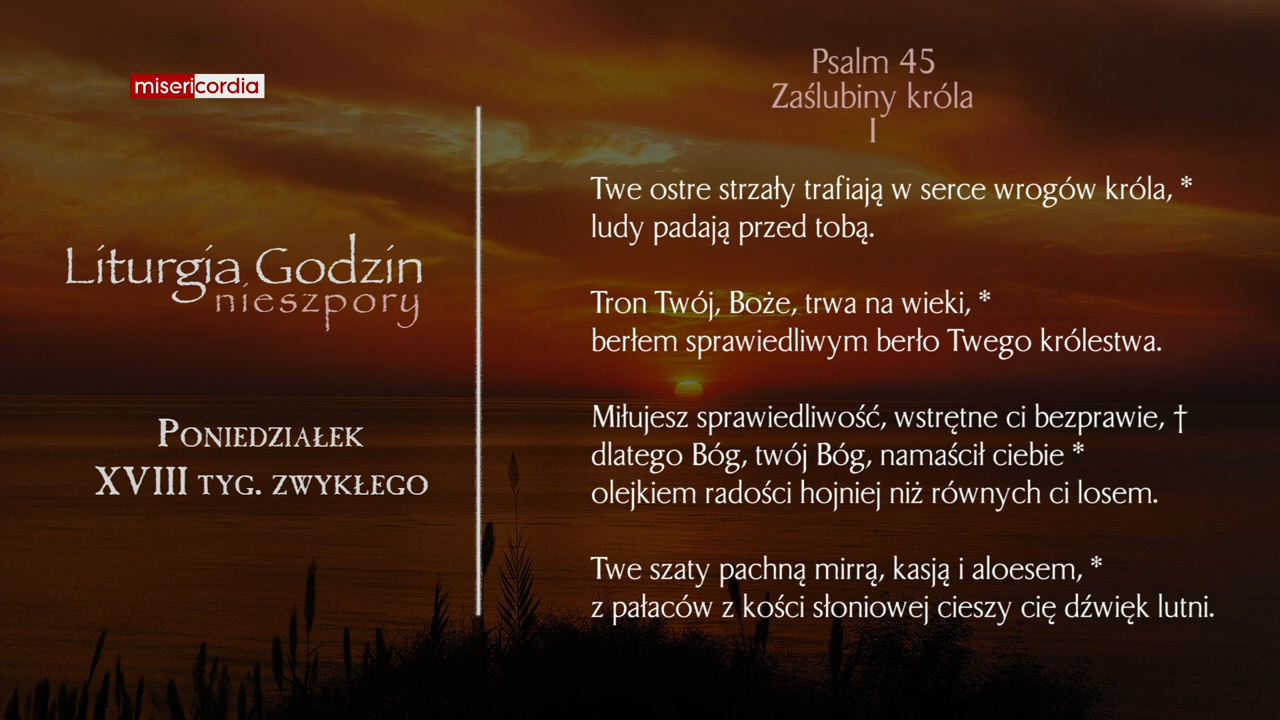 misericordia
Liturgia Godzin
nieszpory
Poniedziałek
XVIII tyg. zwykłego
Psalm 45
Zaślubiny króla
I
Twe ostre strzały trafiają w serce wrogów króla, *
ludy padają przed tobą.
Tron Twój, Boże, trwa na wieki, *
berłem sprawiedliwym berło Twego królestwa.
Miłujesz sprawiedliwość, wstrętne ci bezprawie, †
dlatego Bóg, twój Bóg, namaścił ciebie *
olejkiem radości hojniej niż równych ci losem.
Twe szaty pachną mirrą, kasją i aloesem, *
z pałaców z kości słoniowej cieszy cię dźwięk lutni.